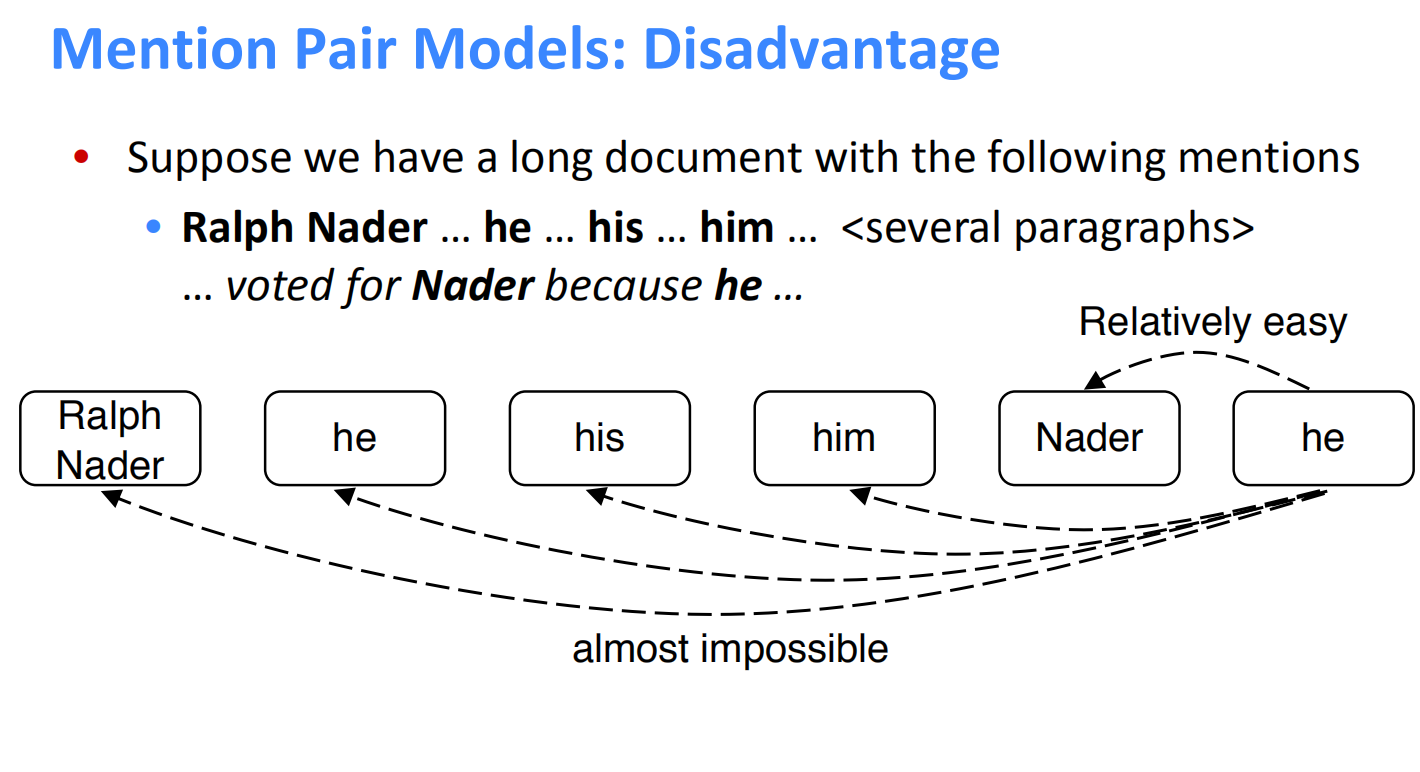 Mention Pair Models: Disadvantage
• Suppose we have a long document with the following mentions
• Ralph Nader … he … his … him … <several paragraphs>
… voted for Nader because he …
Relatively easy
Ralph
Nader
he
his
him
Nader
he
almost impossible